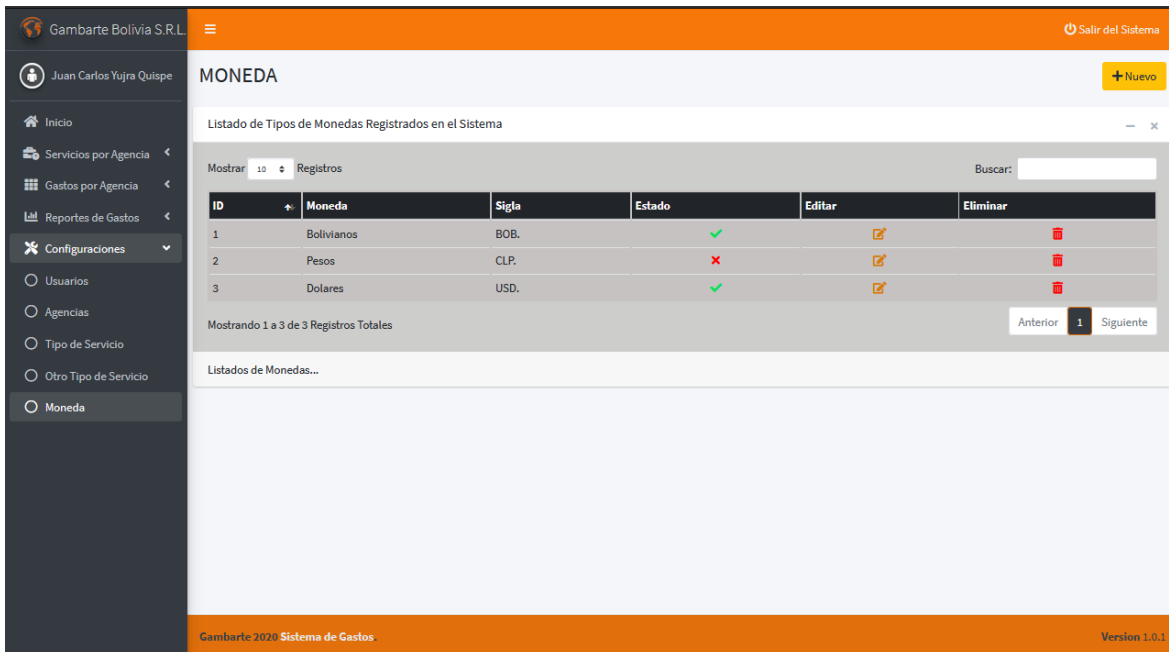 Gambarte Bolivia S.R.L.
Salir del Sistema
Juan Carlos Yujra Quispe
MONEDA
Nuevo
Inicio
Servicios por Agencia
Gastos por Agencia
Reportes de Gastos
Configuraciones
Usuarios
Agencias
Tipo de Servicio
Otro Tipo de Servicio
Moneda
Listado de Tipos de Monedas Registrados en el Sistema
Mostrar 10 Registros Buscar:
ID Moneda Sigla Estado Editar Eliminar
1 Bolivianos BOB.
2 Pesos CLP.
3 Dolares USD.
Mostrando 1 a 3 de 3 Registros Totales Anterior 1 Siguiente
Listados de Monedas...
Gambarte 2020 Sistema de Gastos. Version 1.0.1